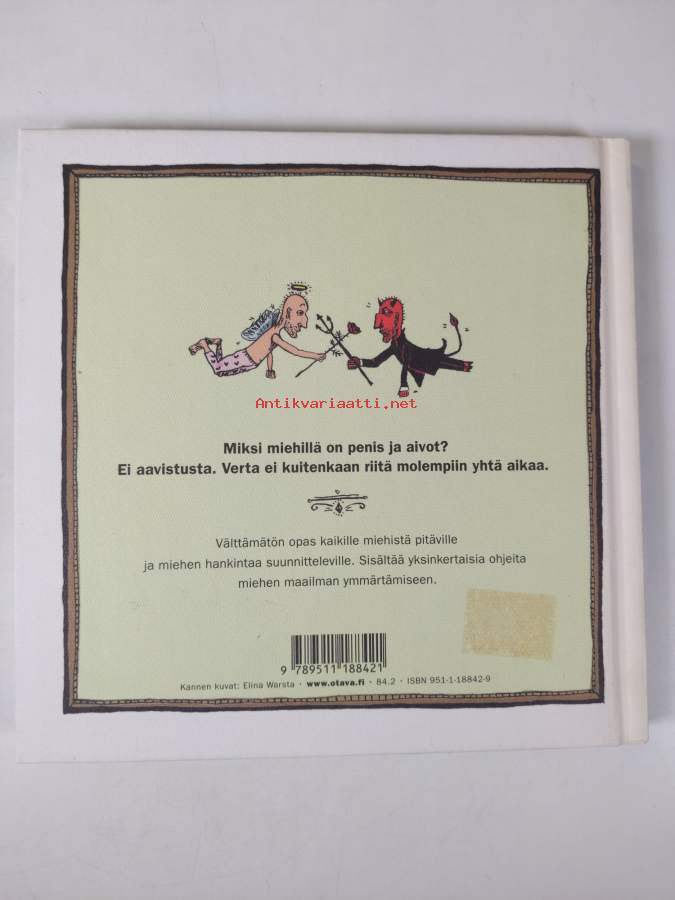 Antikvariaatti.net
Miksi miehillä on penis ja aivot?
Ei aavistusta. Verta ei kuitenkaan riitä molempiin yhtä aikaa.
Välttämätön opas kaikille miehistä pitäville
ja miehen hankintaa suunnitteleville. Sisältää yksinkertaisia ohjeita
miehen maailman ymmärtämiseen.
9 789511 188421
Kannen kuvat: Elina Warsta · www.otava.fi · 84.2 · ISBN 951-1-18842-9